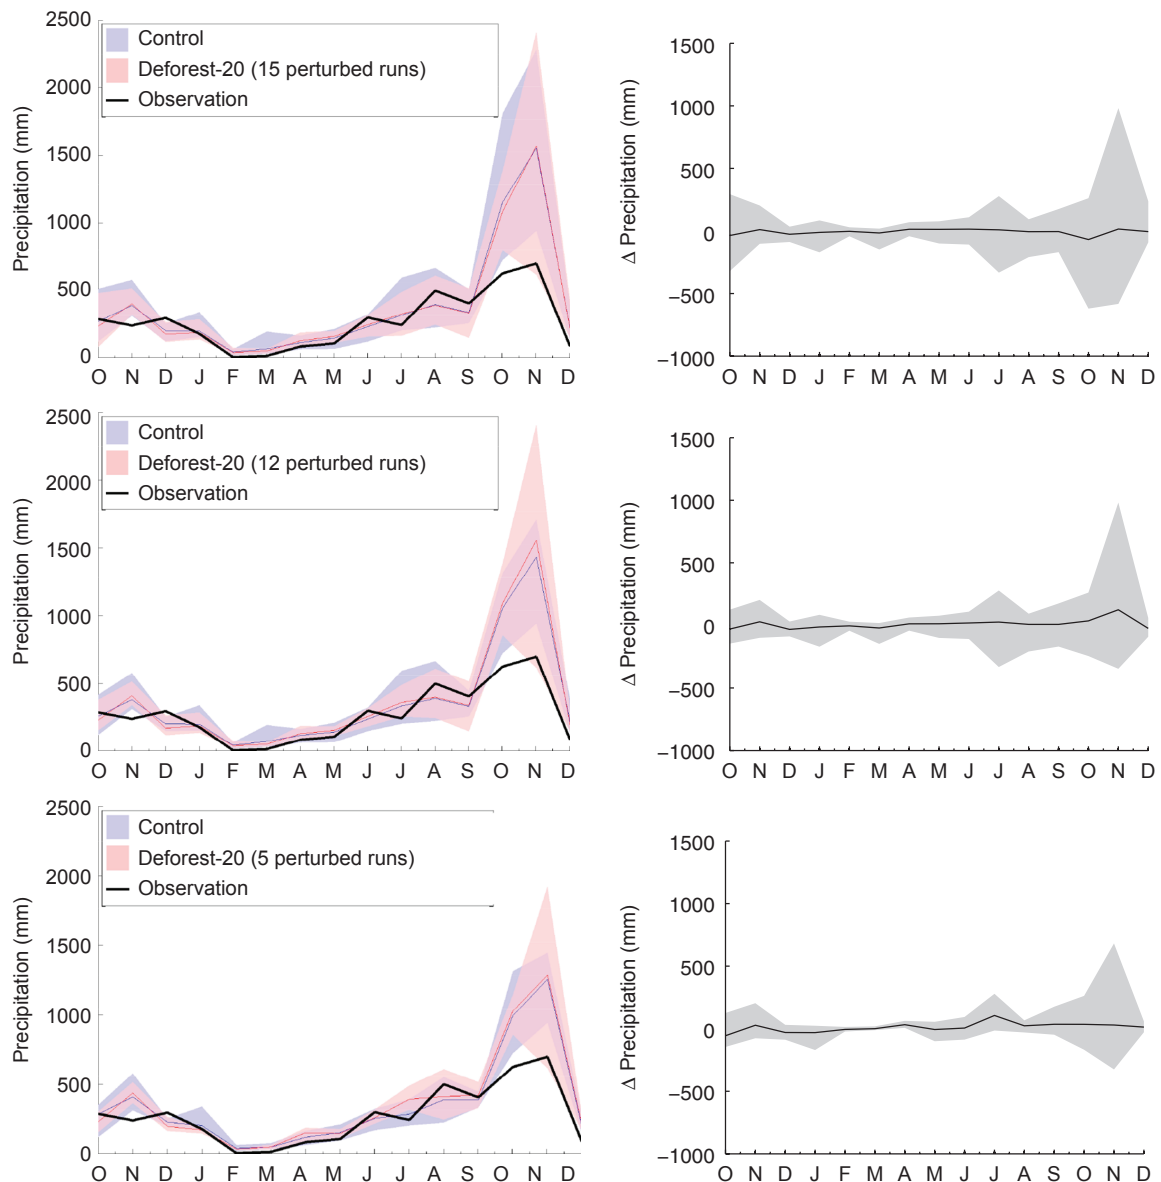 2500
2000
1500
1000
500
0
Precipitation (mm)
Control
Deforest-20 (15 perturbed runs)
Observation
O N D J F M A M J J A S O N D
1500
1000
500
0
−500
−1000
Δ Precipitation (mm)
O N D J F M A M J J A S O N D
2500
2000
1500
1000
500
0
Precipitation (mm)
Control
Deforest-20 (12 perturbed runs)
Observation
O N D J F M A M J J A S O N D
1500
1000
500
0
−500
−1000
Δ Precipitation (mm)
O N D J F M A M J J A S O N D
2500
2000
1500
1000
500
0
Precipitation (mm)
Control
Deforest-20 (5 perturbed runs)
Observation
O N D J F M A M J J A S O N D
1500
1000
500
0
−500
−1000
Δ Precipitation (mm)
O N D J F M A M J J A S O N D